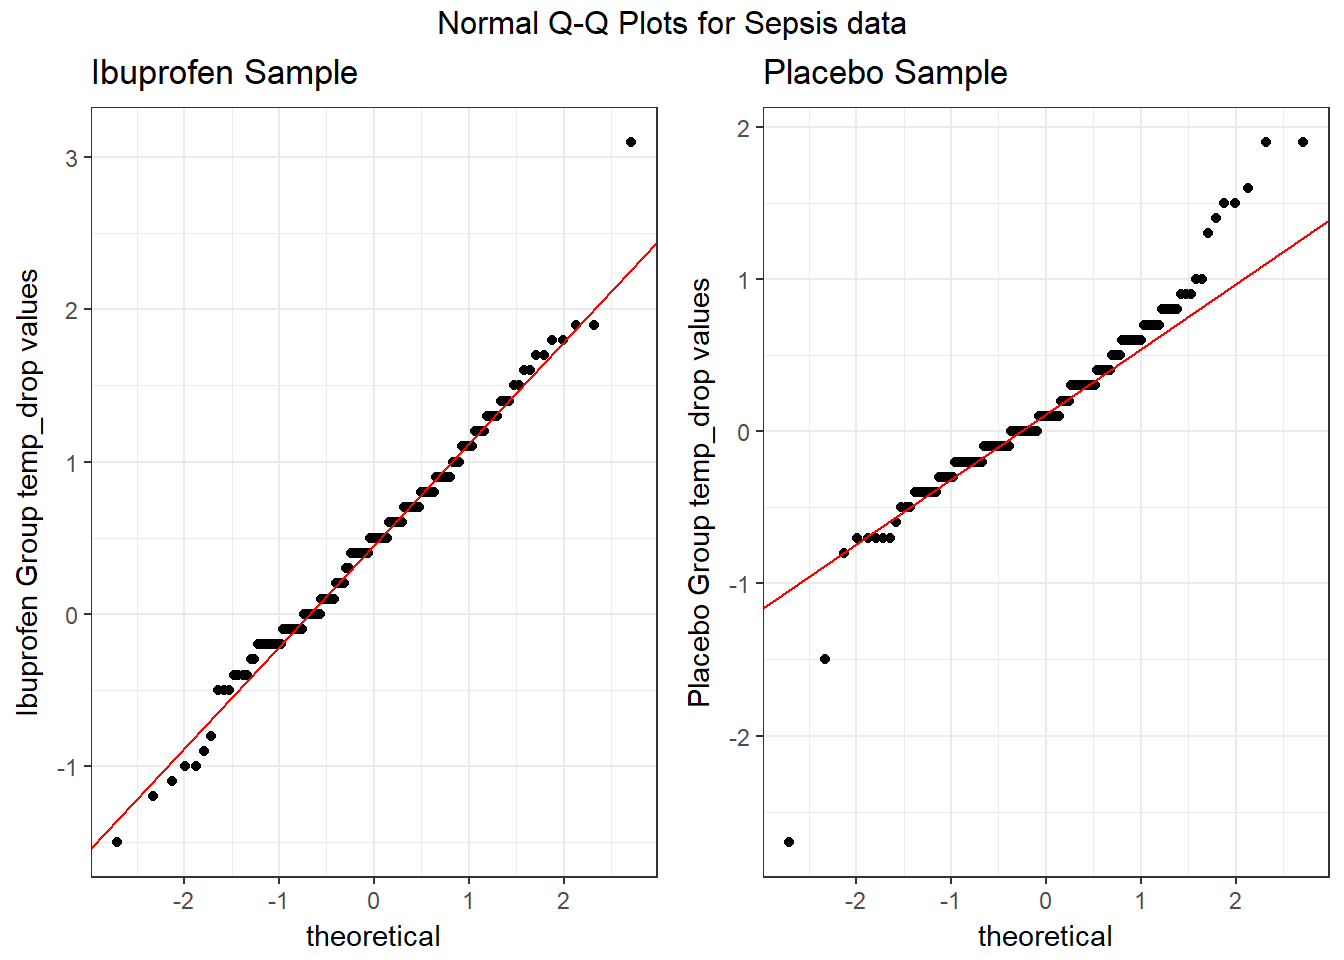 Normal Q-Q Plots for Sepsis data
Ibuprofen Sample
Ibuprofen Group temp_drop values
3
2
1
0
-1
-2
-1
0
1
2
theoretical
Placebo Sample
Placebo Group temp_drop values
2
1
0
-1
-2
-2
-1
0
1
2
theoretical